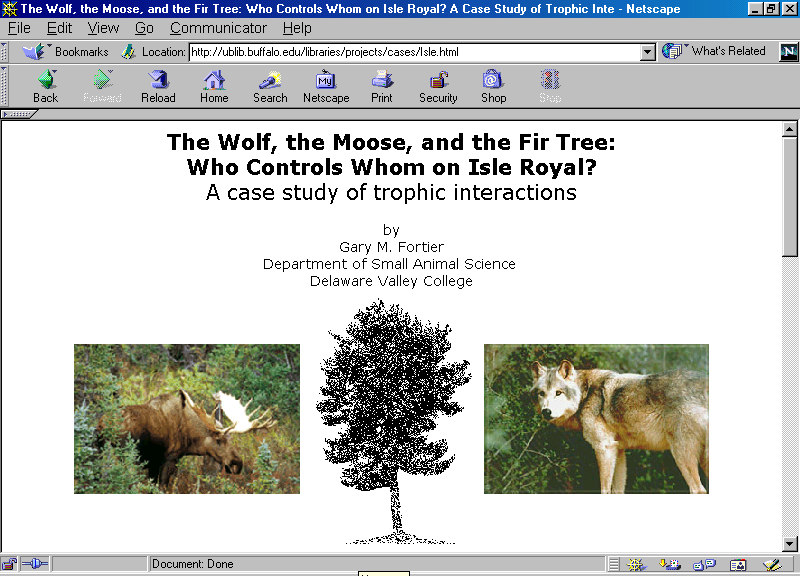 The Wolf, the Moose, and the Fir Tree: Who Controls Whom on Isle Royal? A Case Study of Trophic Inte - Netscape
File Edit View Go Communicator Help
Bookmarks Location: http://ublib.buffalo.edu/libraries/projects/cases/Isle.html What's Related N
My
Back Forward Reload Home Search Netscape Print Security Shop Stop
The Wolf, the Moose, and the Fir Tree:
Who Controls Whom on Isle Royal?
A case study of trophic interactions
by
Gary M. Fortier
Department of Small Animal Science
Delaware Valley College
Document: Done